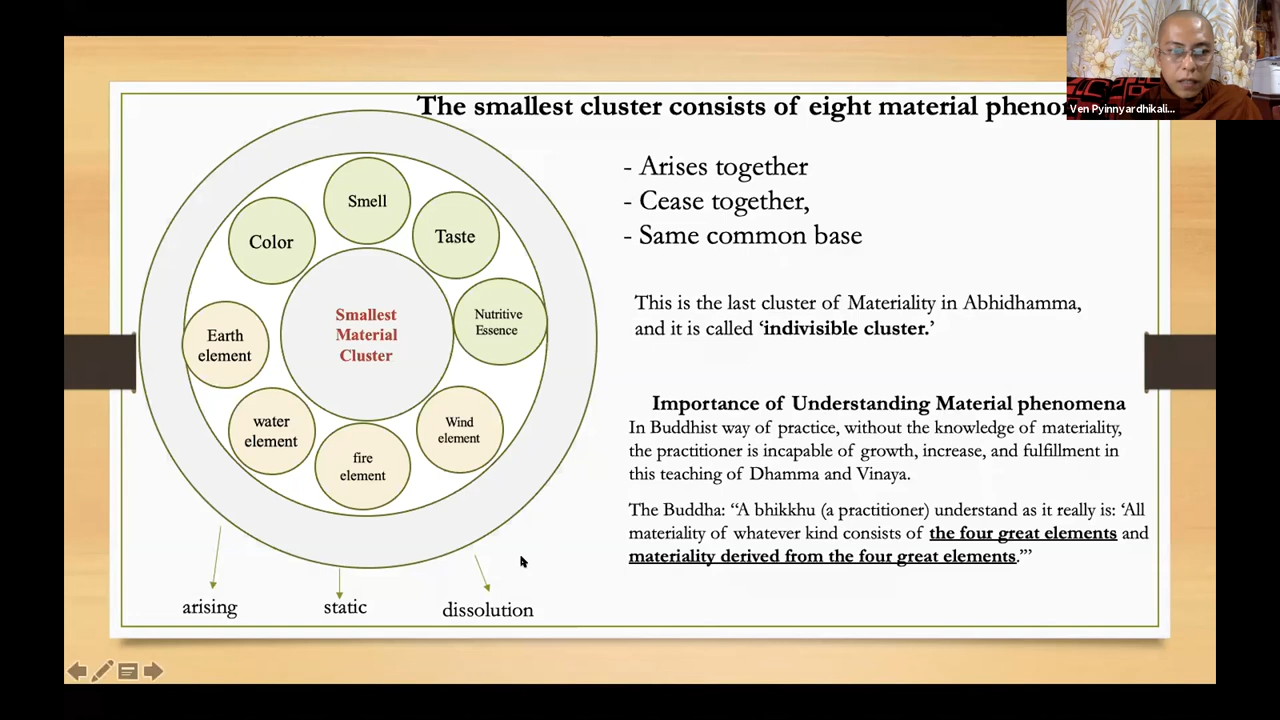 The smallest cluster consists of eight material pheno
Ven Pyinnyardhikali...
- Arises together
- Cease together,
- Same common base
This is the last cluster of Materiality in Abhidhamma,
and it is called ‘indivisible cluster.’
Importance of Understanding Material phenomena
In Buddhist way of practice, without the knowledge of materiality,
the practitioner is incapable of growth, increase, and fulfillment in
this teaching of Dhamma and Vinaya.
The Buddha: “A bhikkhu (a practitioner) understand as it really is: ‘All
materiality of whatever kind consists of the four great elements and
materiality derived from the four great elements.”’
Smell
Color
Taste
Nutritive
Essence
Smallest
Material
Cluster
Earth
element
water
element
fire
element
Wind
element
arising
static
dissolution